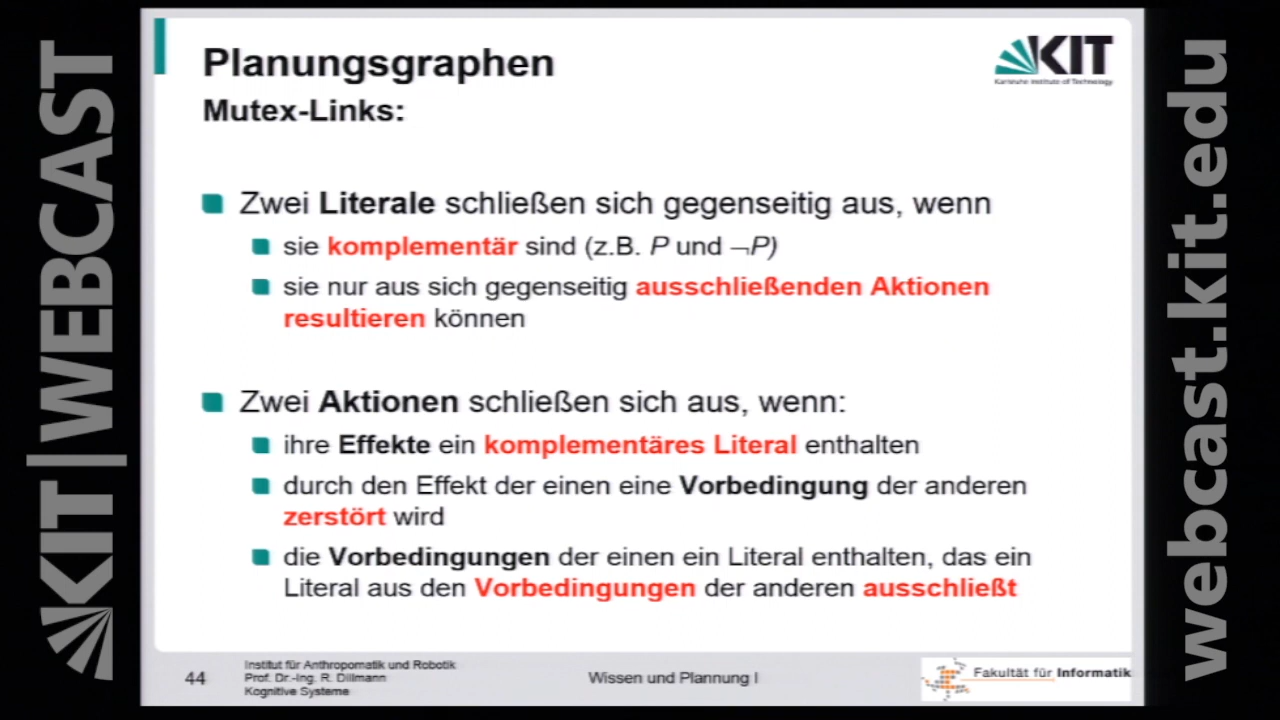 KIT | WEBCAST
Planungsgraphen
KIT
Karlsruhe Institute of Technology
Mutex-Links:
Zwei Literale schließen sich gegenseitig aus, wenn
sie komplementär sind (z.B. P und ¬P)
sie nur aus sich gegenseitig ausschließenden Aktionen
resultieren können
Zwei Aktionen schließen sich aus, wenn:
ihre Effekte ein komplementäres Literal enthalten
durch den Effekt der einen eine Vorbedingung der anderen
zerstört wird
die Vorbedingungen der einen ein Literal enthalten, das ein
Literal aus den Vorbedingungen der anderen ausschließt
44
Institut für Anthropomatik und Robotik
Prof. Dr.-Ing. R. Dillmann
Kognitive Systeme
Wissen und Plannung I
Fakultät für Informatik
webcast.kit.edu